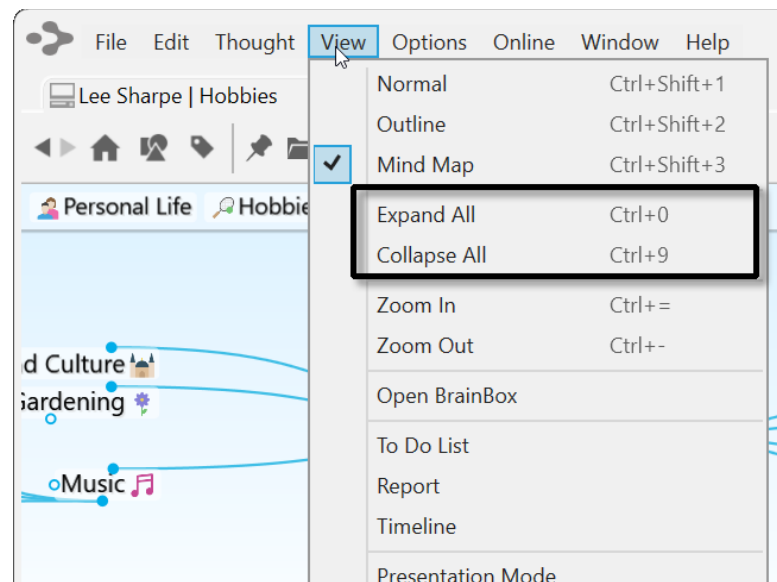 File Edit Thought View Options Online Window Help
Lee Sharpe | Hobbies
Normal Ctrl+Shift+1
Outline Ctrl+Shift+2
Mind Map Ctrl+Shift+3
Personal Life
Expand All Ctrl+0
Collapse All Ctrl+9
Zoom In Ctrl+=
Zoom Out Ctrl+-
Culture
Gardening
Open BrainBox
To Do List
Music
Report
Timeline
Presentation Mode